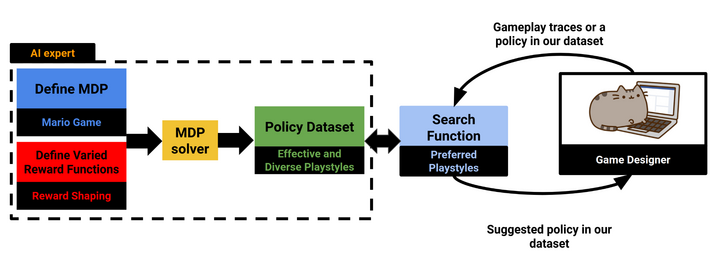 Gameplay traces or a
policy in our dataset
AI expert
Define MDP
Mario Game
Define Varied
Reward Functions
Reward Shaping
MDP
solver
Policy Dataset
Effective and
Diverse Playstyles
Search
Function
Preferred
Playstyles
Game Designer
Suggested policy in our
dataset